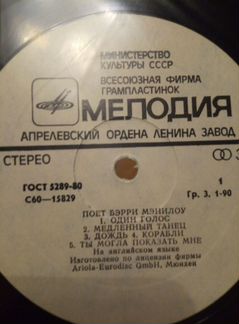 МИНИСТЕРСТВО
КУЛЬТУРЫ СССР
ВСЕСОЮЗНАЯ ФИРМА
ГРАМПЛАСТИНОК
МЕЛОДИЯ
АПРЕЛЕВСКИЙ ОРДЕНА ЛЕНИНА ЗАВОД
СТЕРЕО
ГОСТ 5289-80
1
С60—15829
Гр. 3. 1-90
ПОЕТ БЭРРИ МЭНИЛОУ
1. ОДИН ГОЛОС
2. МЕДЛЕННЫЙ ТАНЕЦ
3. ДОЖДЬ 4. КОРАБЛИ
5. ТЫ МОГЛА ПОКАЗАТЬ МНЕ
На английском языке
Изготовлено по лицензии фирмы
Ariola-Eurodisc GmbH, Мюнхен